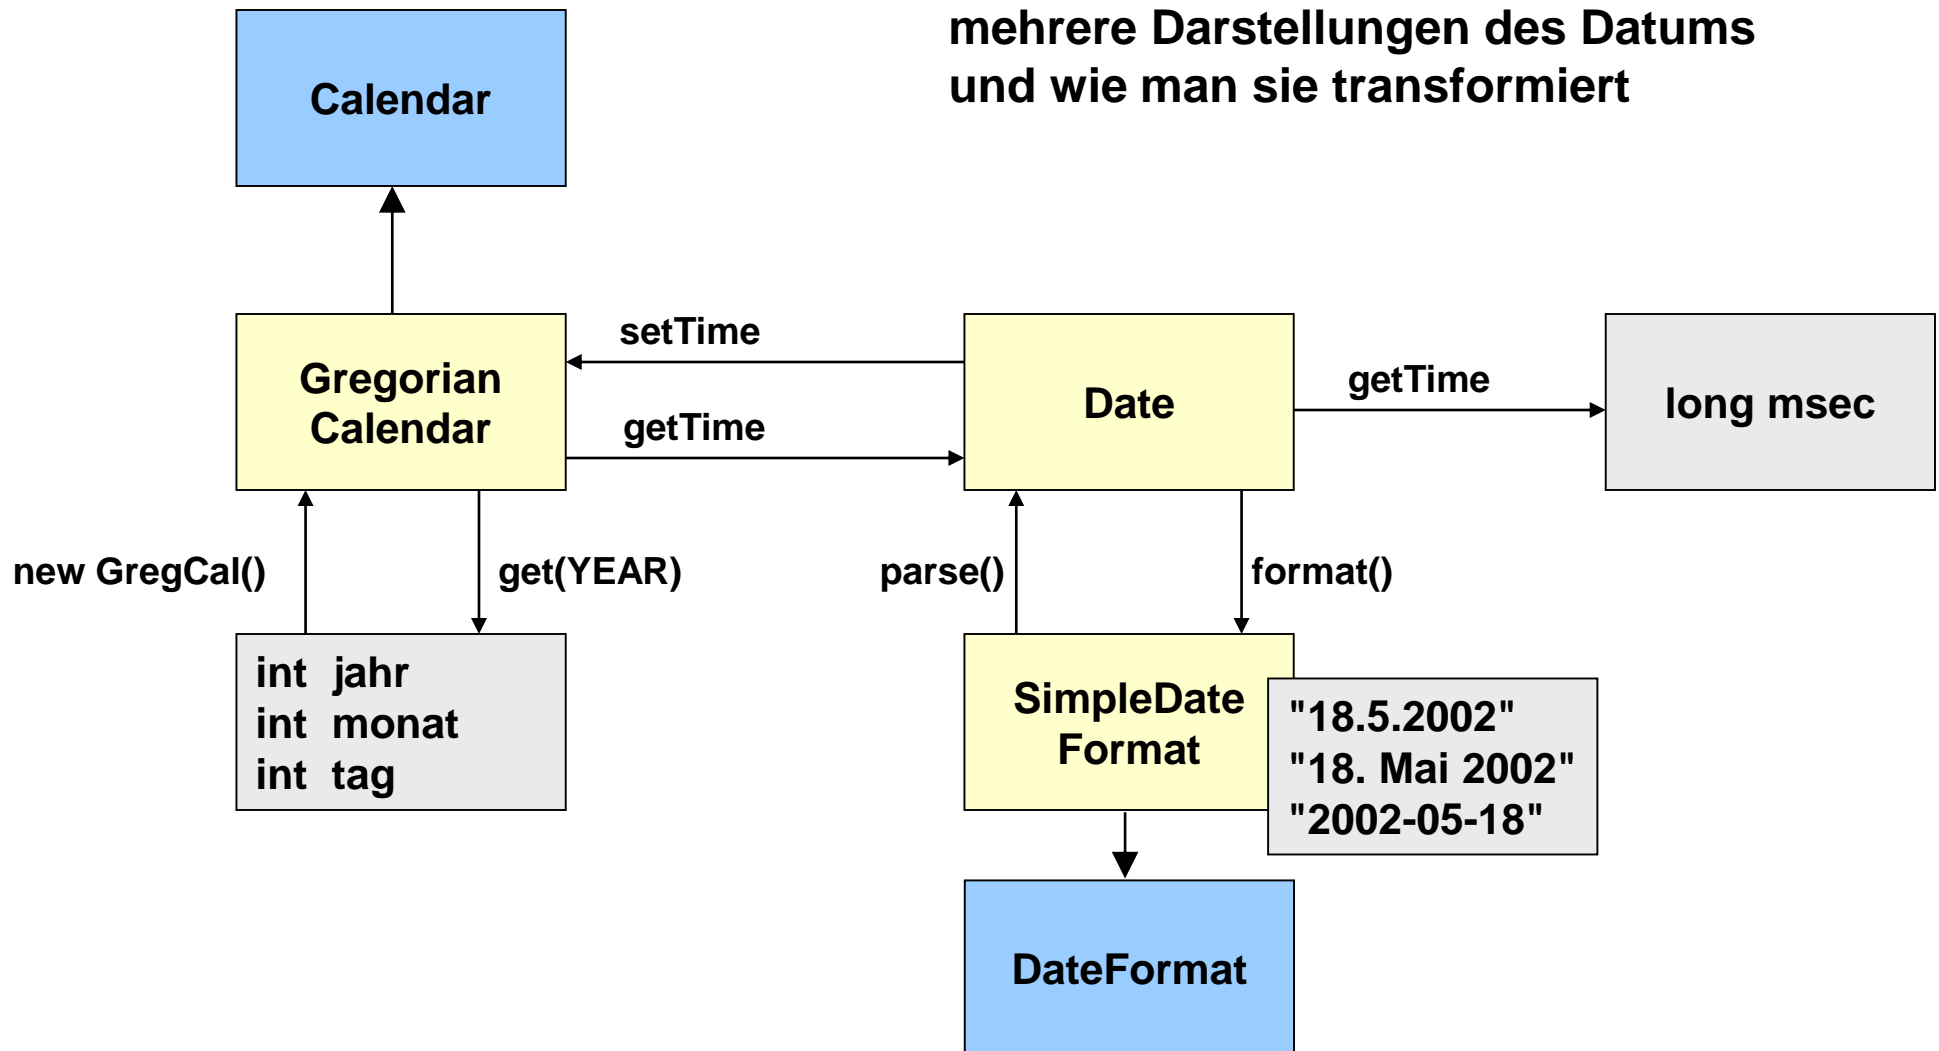 mehrere Darstellungen des Datums
und wie man sie transformiert
Calendar
setTime
Gregorian
Calendar
getTime
Date
getTime
long msec
new GregCal()
get(YEAR)
parse()
format()
int jahr
int monat
int tag
SimpleDate
Format
"18.5.2002"
"18. Mai 2002"
"2002-05-18"
DateFormat